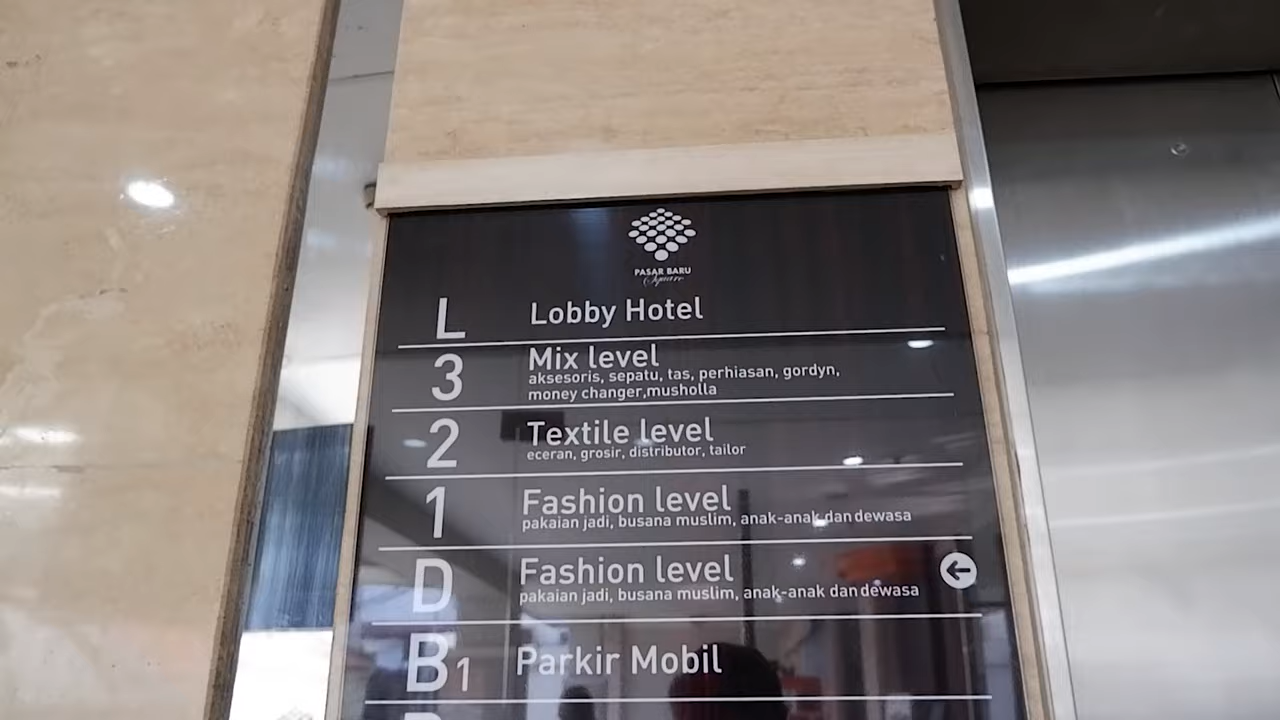 PASAR BARU
Square
L Lobby Hotel
3 Mix level
aksesoris, sepatu, tas, perhiasan, gordyn,
money changer,musholla
2 Textile level
eceran, grosir, distributor, tailor
1 Fashion level
pakaian jadi, busana muslim, anak-anak dan dewasa
D Fashion level
pakaian jadi, busana muslim, anak-anak dan dewasa
B1 Parkir Mobil